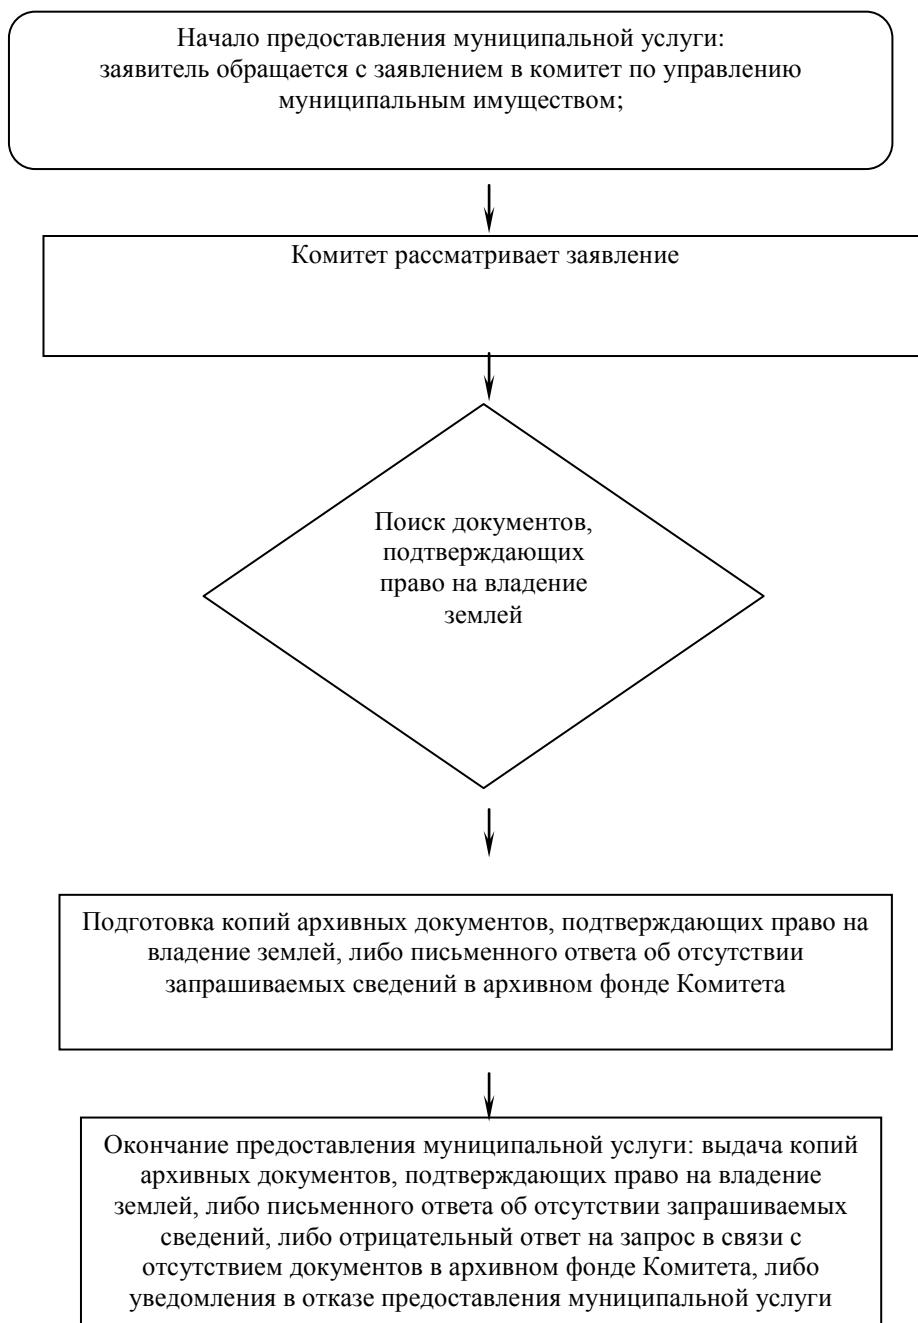 Начало предоставления муниципальной услуги:
заявитель обращается с заявлением в комитет по управлению
муниципальным имуществом;
Комитет рассматривает заявление
Поиск документов,
подтверждающих
право на владение
землей
Подготовка копий архивных документов, подтверждающих право на
владение землей, либо письменного ответа об отсутствии
запрашиваемых сведений в архивном фонде Комитета
Окончание предоставления муниципальной услуги: выдача копий
архивных документов, подтверждающих право на владение
землей, либо письменного ответа об отсутствии запрашиваемых
сведений, либо отрицательный ответ на запрос в связи с
отсутствием документов в архивном фонде Комитета, либо
уведомления в отказе предоставления муниципальной услуги